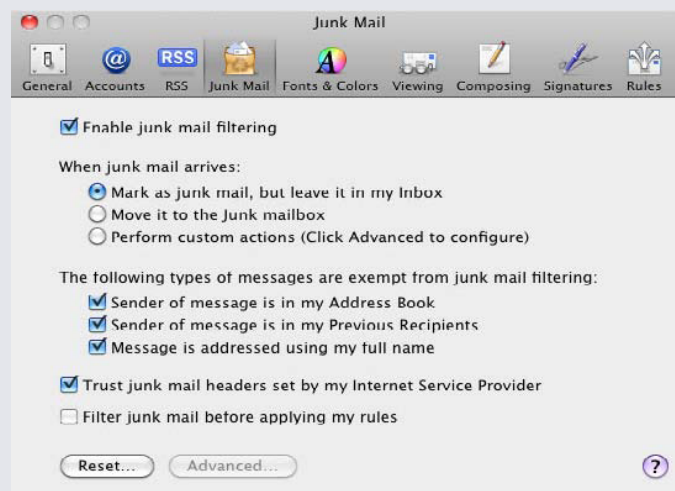 Junk Mail
RSS
General Accounts RSS Junk Mail Fonts & Colors Viewing Composing Signatures Rules
Enable junk mail filtering
When junk mail arrives:
Mark as junk mail, but leave it in my Inbox
Move it to the Junk mailbox
Perform custom actions (Click Advanced to configure)
The following types of messages are exempt from junk mail filtering:
Sender of message is in my Address Book
Sender of message is in my Previous Recipients
Message is addressed using my full name
Trust junk mail headers set by my Internet Service Provider
Filter junk mail before applying my rules
Reset... Advanced... ?